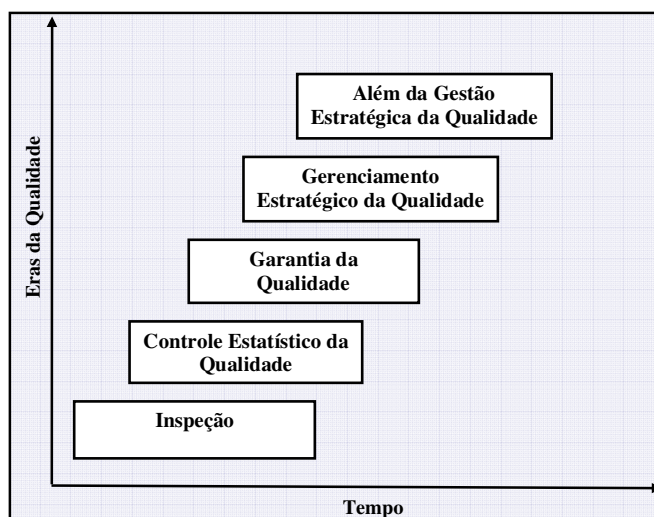 Além da Gestão
Estratégica da Qualidade
Gerenciamento
Estratégico da Qualidade
Garantia da
Qualidade
Controle Estatístico da
Qualidade
Inspeção
Eras da Qualidade
Tempo